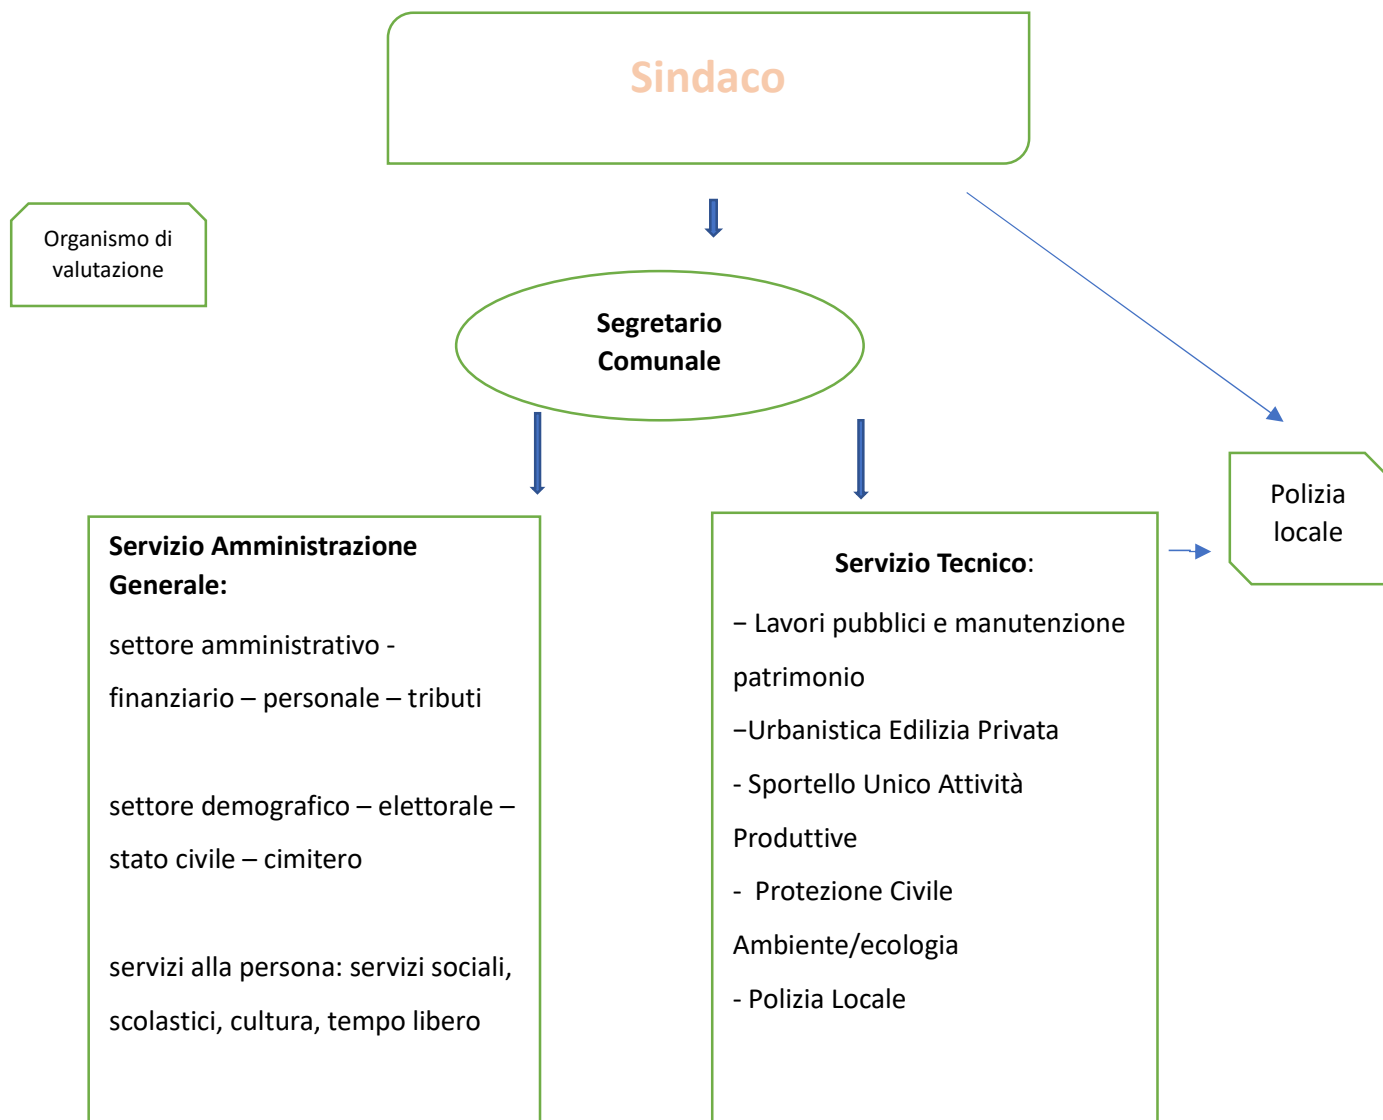 Sindaco
Organismo di
valutazione
Segretario
Comunale
Polizia
locale
Servizio Amministrazione
Generale:
settore amministrativo -
finanziario – personale – tributi
settore demografico – elettorale –
stato civile – cimitero
servizi alla persona: servizi sociali,
scolastici, cultura, tempo libero
Servizio Tecnico:
− Lavori pubblici e manutenzione
patrimonio
−Urbanistica Edilizia Privata
- Sportello Unico Attività
Produttive
- Protezione Civile
Ambiente/ecologia
- Polizia Locale